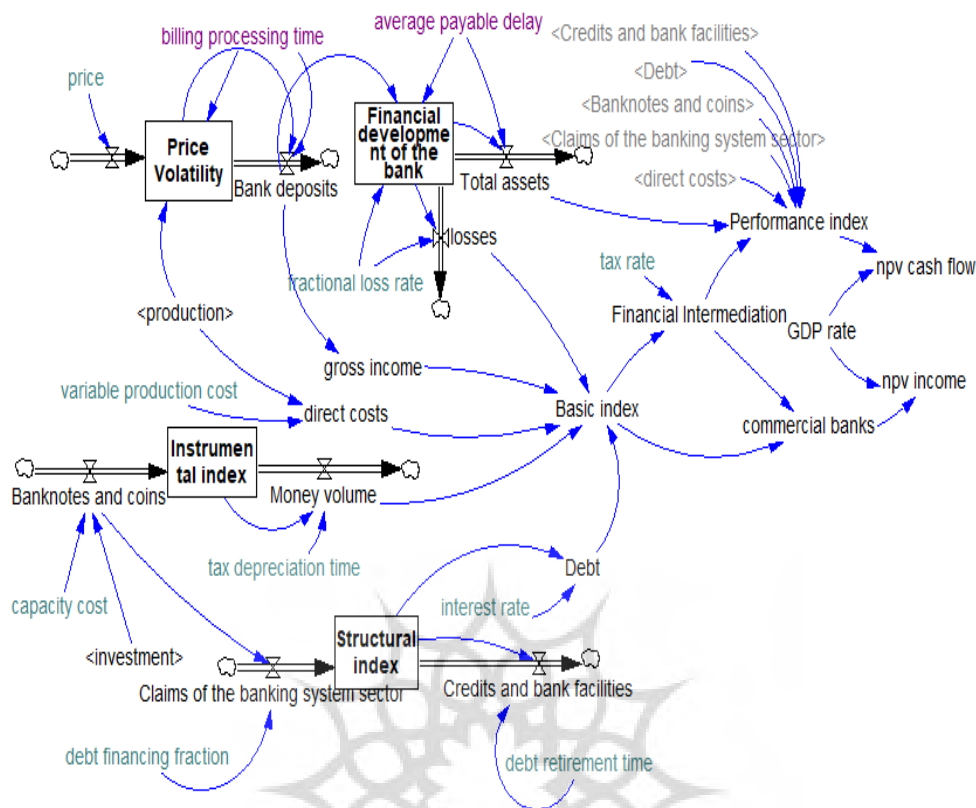 billing processing time
average payable delay
<Credits and bank facilities>
price
<Debt>
<Banknotes and coins>
Price
Volatility
Financial
developme
nt of the
bank
<Claims of the banking system sector>
Bank deposits
Total assets
<direct costs>
Performance index
losses
fractional loss rate
tax rate
npv cash flow
<production>
Financial Intermediation
GDP rate
gross income
variable production cost
direct costs
Basic index
npv income
commercial banks
Instrumen
tal index
Banknotes and coins
Money volume
tax depreciation time
Debt
capacity cost
interest rate
<investment>
Structural
index
Claims of the banking system sector
Credits and bank facilities
debt financing fraction
debt retirement time